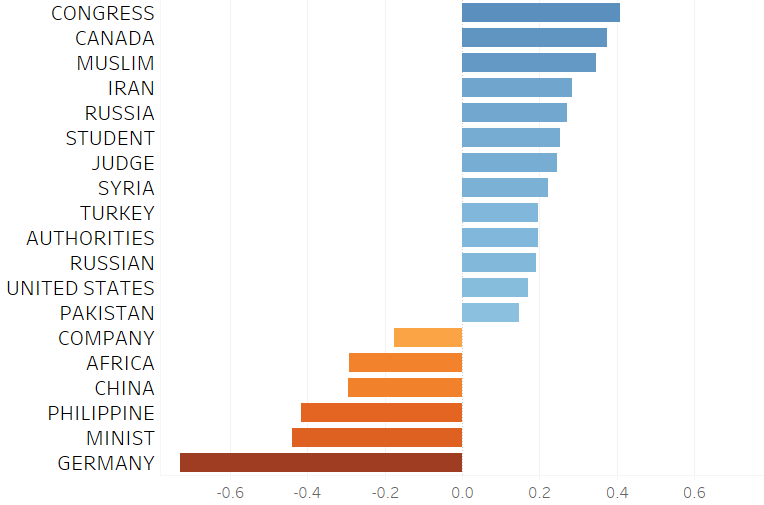 CONGRESS
CANADA
MUSLIM
IRAN
RUSSIA
STUDENT
JUDGE
SYRIA
TURKEY
AUTHORITIES
RUSSIAN
UNITED STATES
PAKISTAN
COMPANY
AFRICA
CHINA
PHILIPPINE
MINIST
GERMANY
-0.6 -0.4 -0.2 0.0 0.2 0.4 0.6